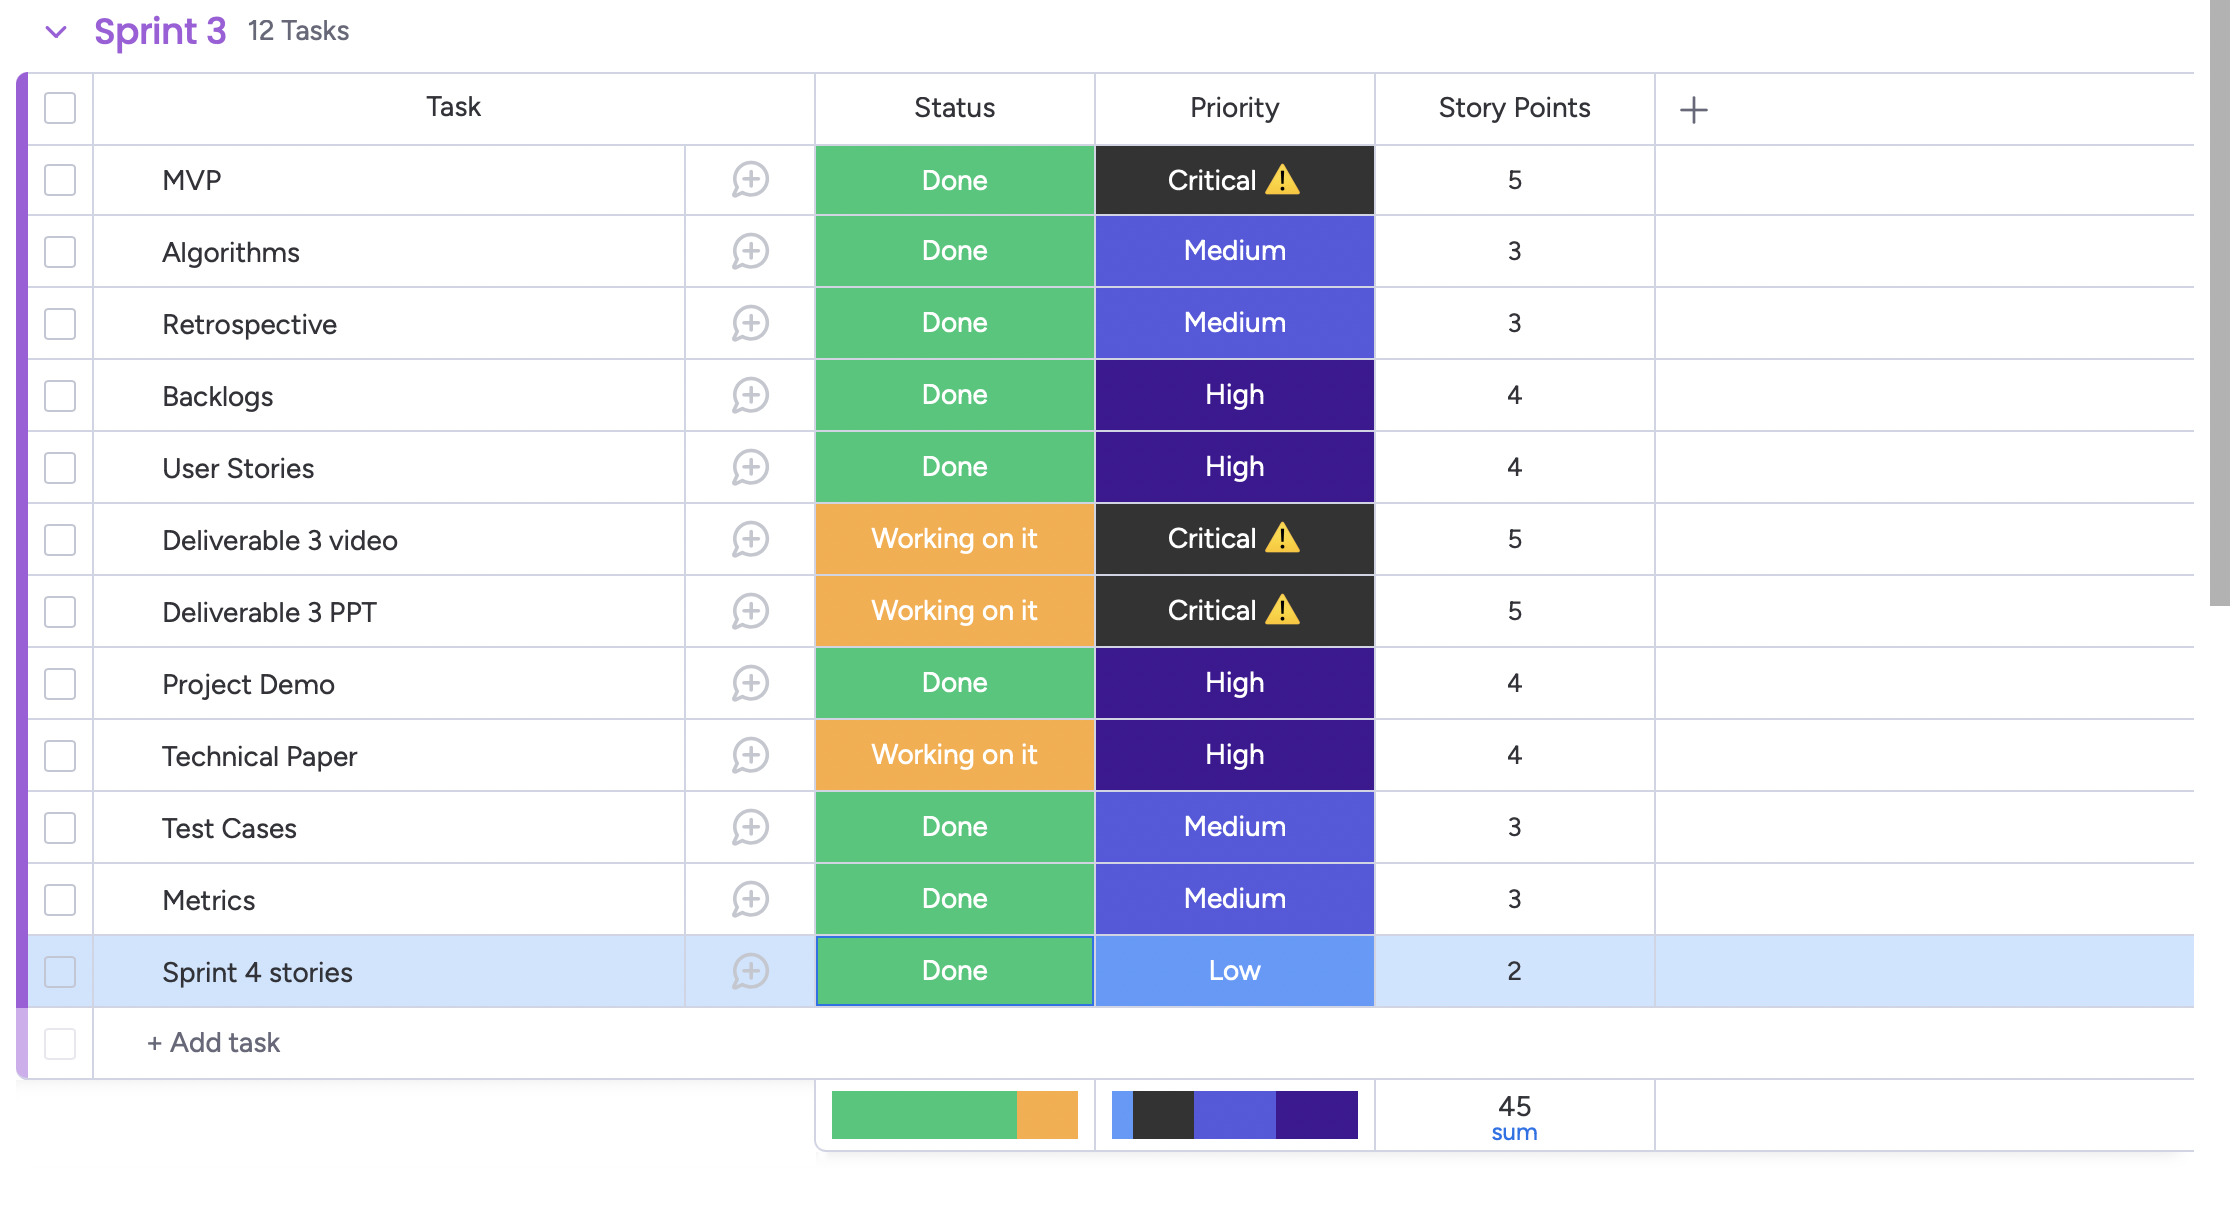 Sprint 3 12 Tasks
Task Status Priority Story Points
MVP Done Critical 5
Algorithms Done Medium 3
Retrospective Done Medium 3
Backlogs Done High 4
User Stories Done High 4
Deliverable 3 video Working on it Critical 5
Deliverable 3 PPT Working on it Critical 5
Project Demo Done High 4
Technical Paper Working on it High 4
Test Cases Done Medium 3
Metrics Done Medium 3
Sprint 4 stories Done Low 2
+ Add task
45
sum